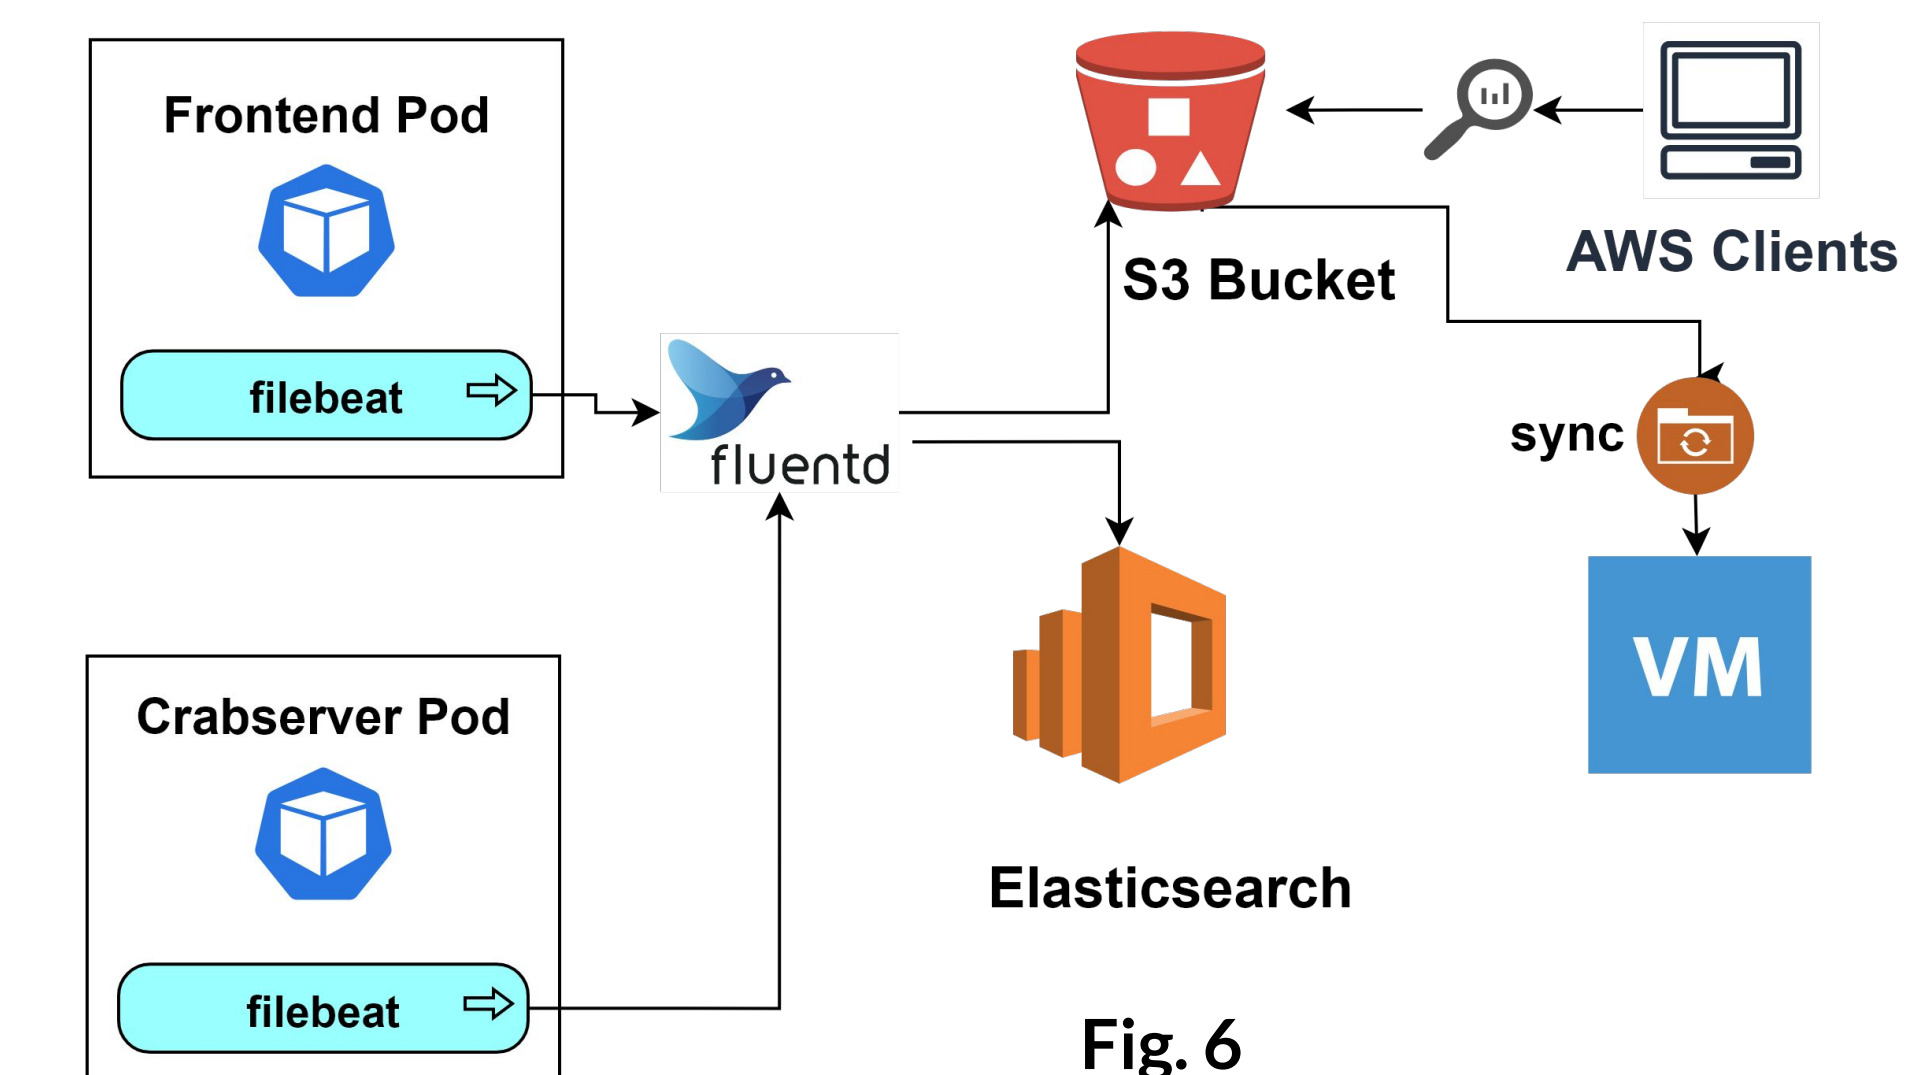 Frontend Pod
filebeat
fluentd
S3 Bucket
AWS Clients
sync
VM
Elasticsearch
Crabserver Pod
filebeat
Fig. 6